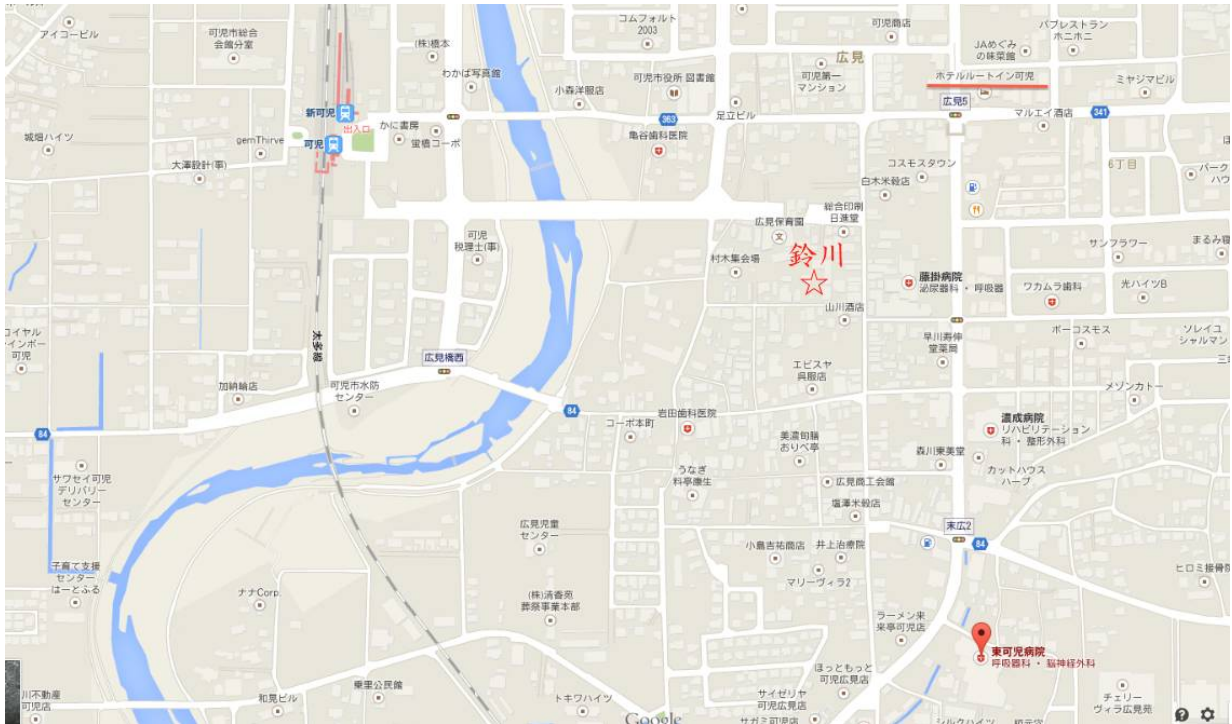 コムフォルト
2003
可児商店
パブレストラン
ホニホニ
アイコービル
可児市総合
会館分室
(株)橋本
JAめぐみ
の味菜館
広見
わかば写真館
可児市役所 図書館
可児第一
マンション
ホテルルートイン可児
ミヤジマビル
小森洋服店
広見5
新可児
出入口
かに書房
363
足立ビル
マルエイ酒店
341
城畑ハイツ
gemThrive
可児
蛍橋コーポ
亀谷歯科医院
コスモスタウン
6丁目
大澤設計(事)
白木米穀店
パーク
ハウ
総合印刷
日進堂
広見保育園
可児
税理士(事)
村木集会場
鈴川
サンフラワー
まるみ
藤掛病院
泌尿器科・呼吸器
ワカムラ歯科
光ハイツB
山川酒店
太多線
ロイヤル
インボー
可児
早川寿伸
堂薬局
ボーコスモス
ソレイユ
シャルマン
広見橋西
エビスヤ
呉服店
加納輪店
可児市水防
センター
メゾンカトー
84
84
岩田歯科医院
コーポ本町
濃成病院
リハビリテーション
科・整形外科
美濃旬膳
おりべ亭
森川東美堂
サワセイ可児
デリバリー
センター
うなぎ
料亭康生
カットハウス
ハーブ
広見商工会館
塩澤米穀店
広見児童
センター
末広2
84
小島吉祐商店
井上治療院
子育て支援
センター
はーとふる
マリーヴィラ2
ヒロミ接骨院
ナナCorp.
(株)清香苑
葬祭事業本部
ラーメン来
来亭可児店
東可児病院
呼吸器科・脳神経外科
ほっともっと
可児広見店
乗里公民館
川不動産
可児店
和見ビル
トキワハイツ
サイゼリヤ
可児広見店
チェリー
ヴィラ広見苑
Google
サガミ可児店
シルクハイツ